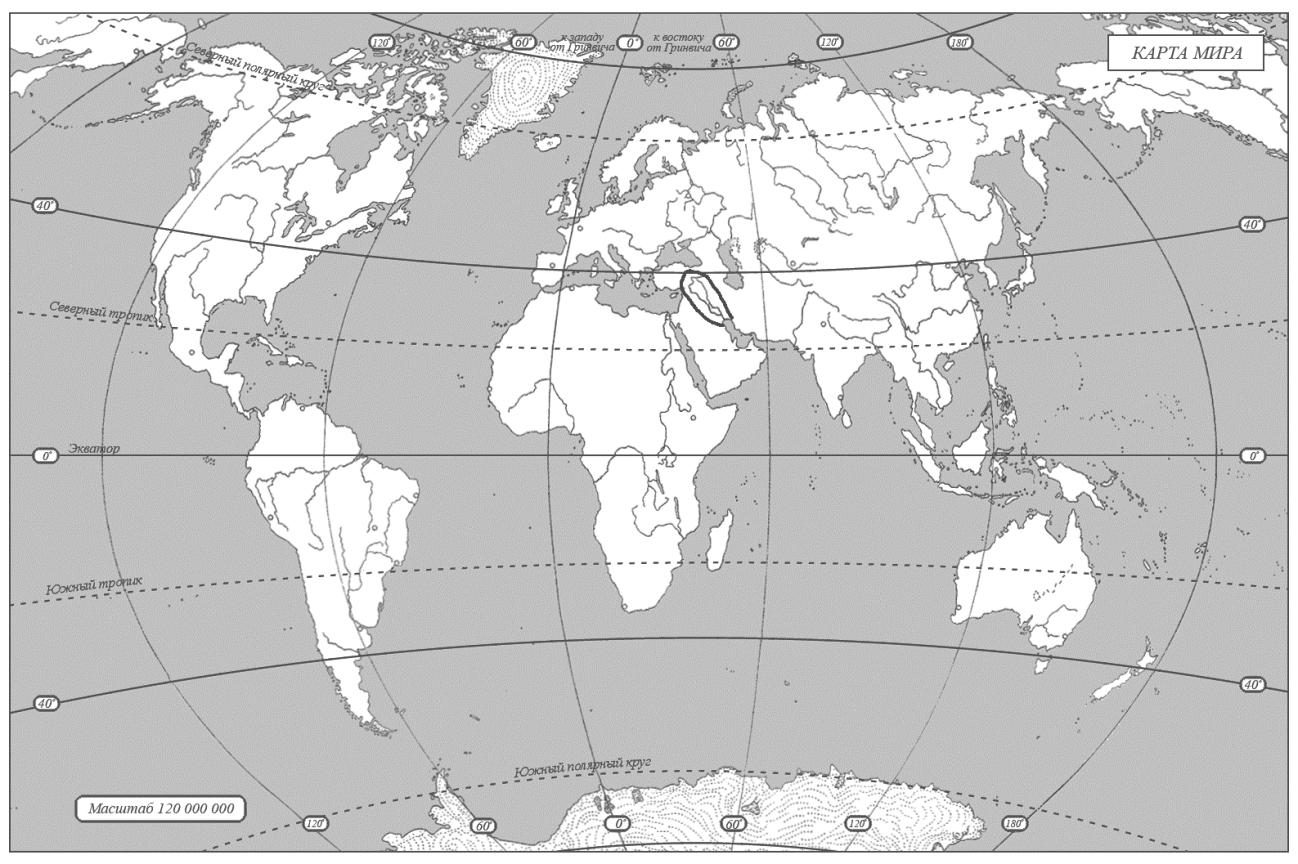 120°
60°
к западу
от Гринвича
0°
к востоку
от Гринвича
60°
120°
180°
КАРТА МИРА
Северный полярный круг
40°
40°
Северный тропик
0°
Экватор
0°
Южный тропик
40°
40°
Южный полярный круг
Масштаб 120 000 000
120°
60°
0°
60°
120°
180°